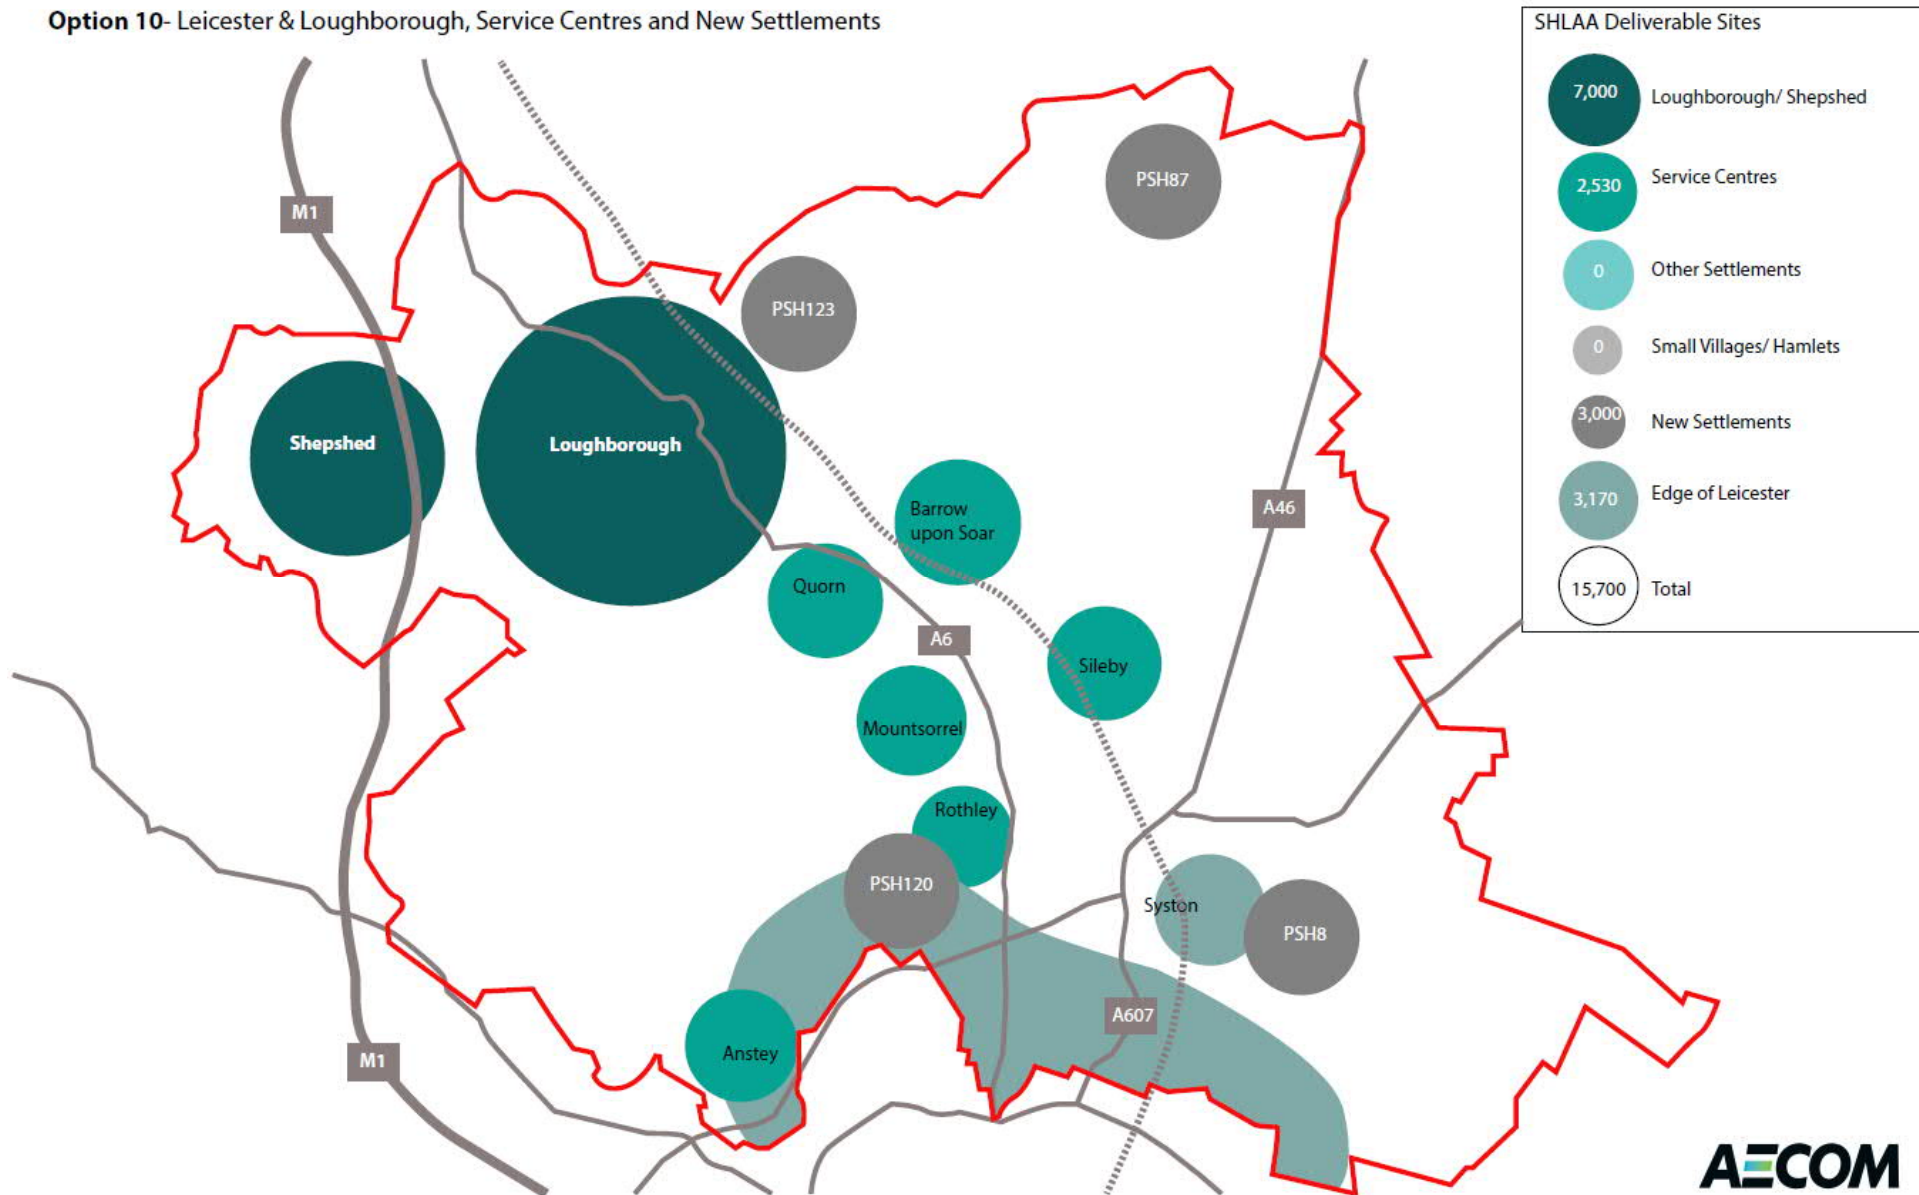 Option 10- Leicester & Loughborough, Service Centres and New Settlements
SHLAA Deliverable Sites
7,000 Loughborough/ Shepshed
2,530 Service Centres
0 Other Settlements
0 Small Villages/ Hamlets
3,000 New Settlements
3,170 Edge of Leicester
15,700 Total
M1
PSH87
PSH123
Shepshed
Loughborough
Barrow
upon Soar
A46
Quorn
A6
Sileby
Mountsorrel
Rothley
PSH120
Syston
PSH8
A607
Anstey
M1
AECOM